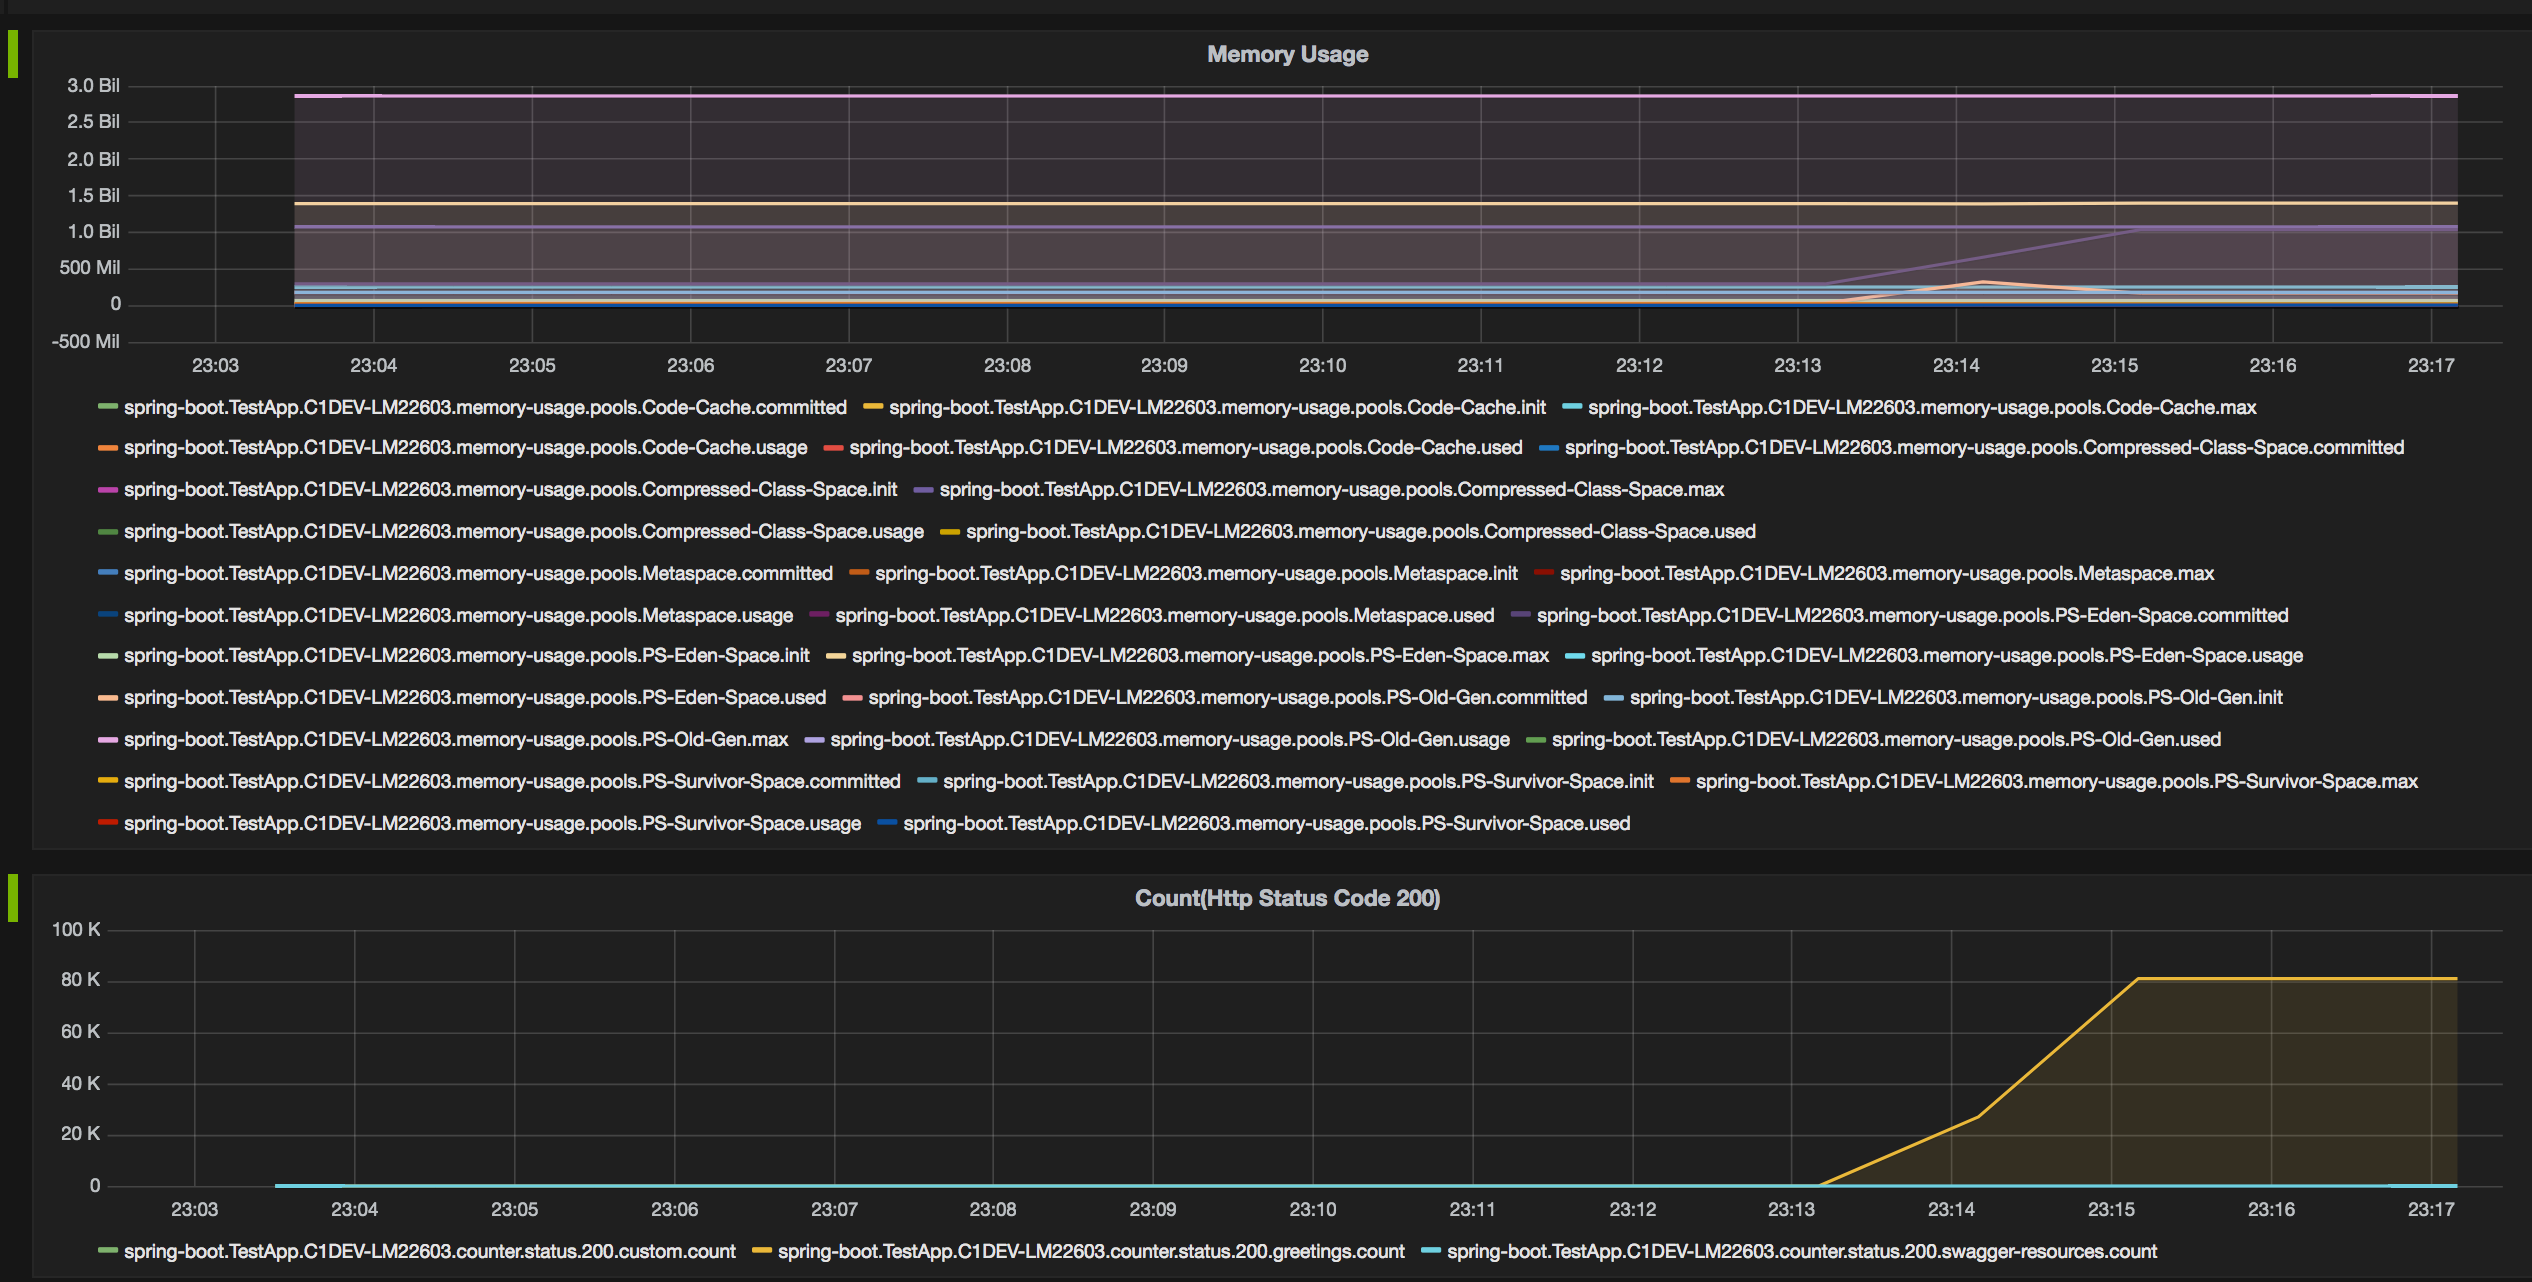 Memory Usage
3.0 Bil
2.5 Bil
2.0 Bil
1.5 Bil
1.0 Bil
500 Mil
0
-500 Mil
23:03 23:04 23:05 23:06 23:07 23:08 23:09 23:10 23:11 23:12 23:13 23:14 23:15 23:16 23:17
spring-boot.TestApp.C1DEV-LM22603.memory-usage.pools.Code-Cache.committed spring-boot.TestApp.C1DEV-LM22603.memory-usage.pools.Code-Cache.init spring-boot.TestApp.C1DEV-LM22603.memory-usage.pools.Code-Cache.max
spring-boot.TestApp.C1DEV-LM22603.memory-usage.pools.Code-Cache.usage spring-boot.TestApp.C1DEV-LM22603.memory-usage.pools.Code-Cache.used spring-boot.TestApp.C1DEV-LM22603.memory-usage.pools.Compressed-Class-Space.committed
spring-boot.TestApp.C1DEV-LM22603.memory-usage.pools.Compressed-Class-Space.init spring-boot.TestApp.C1DEV-LM22603.memory-usage.pools.Compressed-Class-Space.max
spring-boot.TestApp.C1DEV-LM22603.memory-usage.pools.Compressed-Class-Space.usage spring-boot.TestApp.C1DEV-LM22603.memory-usage.pools.Compressed-Class-Space.used
spring-boot.TestApp.C1DEV-LM22603.memory-usage.pools.Metaspace.committed spring-boot.TestApp.C1DEV-LM22603.memory-usage.pools.Metaspace.init spring-boot.TestApp.C1DEV-LM22603.memory-usage.pools.Metaspace.max
spring-boot.TestApp.C1DEV-LM22603.memory-usage.pools.Metaspace.usage spring-boot.TestApp.C1DEV-LM22603.memory-usage.pools.Metaspace.used spring-boot.TestApp.C1DEV-LM22603.memory-usage.pools.PS-Eden-Space.committed
spring-boot.TestApp.C1DEV-LM22603.memory-usage.pools.PS-Eden-Space.init spring-boot.TestApp.C1DEV-LM22603.memory-usage.pools.PS-Eden-Space.max spring-boot.TestApp.C1DEV-LM22603.memory-usage.pools.PS-Eden-Space.usage
spring-boot.TestApp.C1DEV-LM22603.memory-usage.pools.PS-Eden-Space.used spring-boot.TestApp.C1DEV-LM22603.memory-usage.pools.PS-Old-Gen.committed spring-boot.TestApp.C1DEV-LM22603.memory-usage.pools.PS-Old-Gen.init
spring-boot.TestApp.C1DEV-LM22603.memory-usage.pools.PS-Old-Gen.max spring-boot.TestApp.C1DEV-LM22603.memory-usage.pools.PS-Old-Gen.usage spring-boot.TestApp.C1DEV-LM22603.memory-usage.pools.PS-Old-Gen.used
spring-boot.TestApp.C1DEV-LM22603.memory-usage.pools.PS-Survivor-Space.committed spring-boot.TestApp.C1DEV-LM22603.memory-usage.pools.PS-Survivor-Space.init spring-boot.TestApp.C1DEV-LM22603.memory-usage.pools.PS-Survivor-Space.max
spring-boot.TestApp.C1DEV-LM22603.memory-usage.pools.PS-Survivor-Space.usage spring-boot.TestApp.C1DEV-LM22603.memory-usage.pools.PS-Survivor-Space.used
Count(Http Status Code 200)
100 K
80 K
60 K
40 K
20 K
0
23:03 23:04 23:05 23:06 23:07 23:08 23:09 23:10 23:11 23:12 23:13 23:14 23:15 23:16 23:17
spring-boot.TestApp.C1DEV-LM22603.counter.status.200.custom.count spring-boot.TestApp.C1DEV-LM22603.counter.status.200.greetings.count spring-boot.TestApp.C1DEV-LM22603.counter.status.200.swagger-resources.count